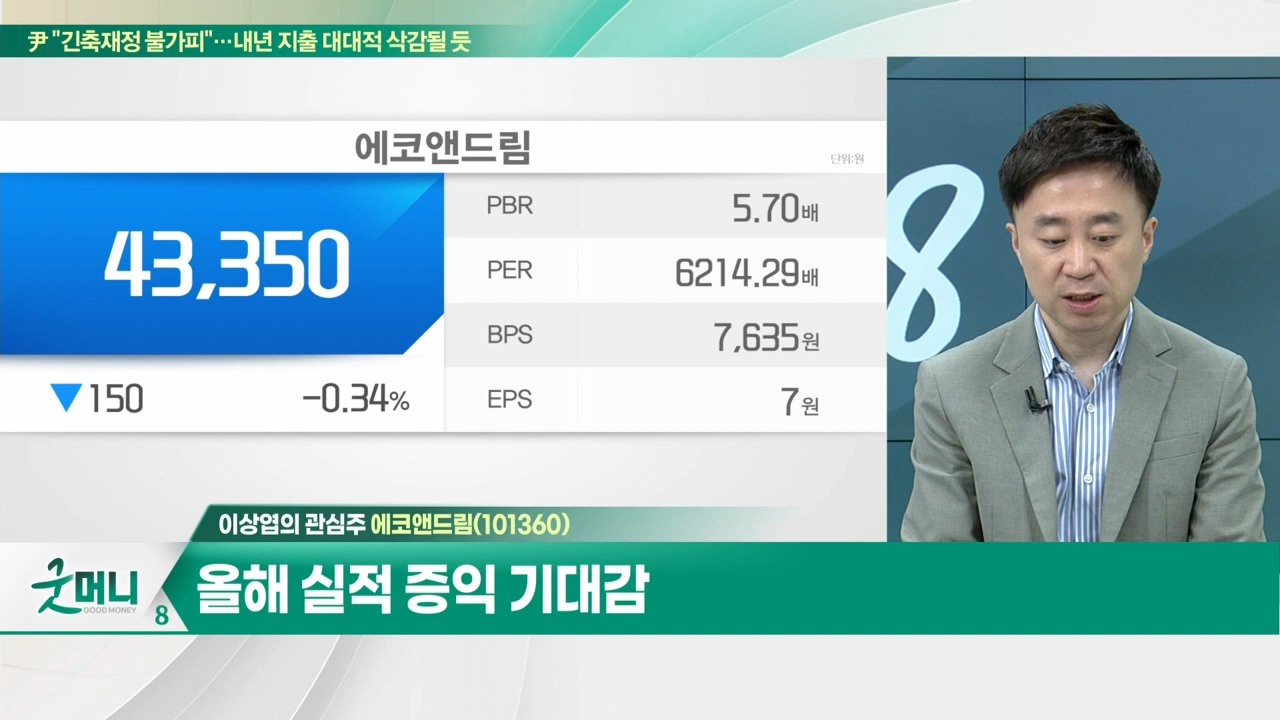 尹 "긴축재정 불가피"…내년 지출 대대적 삭감될 듯
에코앤드림
단위:원
43,350
▼150 -0.34%
PBR 5.70배
PER 6214.29배
BPS 7,635원
EPS 7원
8
이상엽의 관심주 에코앤드림(101360)
굿머니
GOOD MONEY
8
올해 실적 증익 기대감